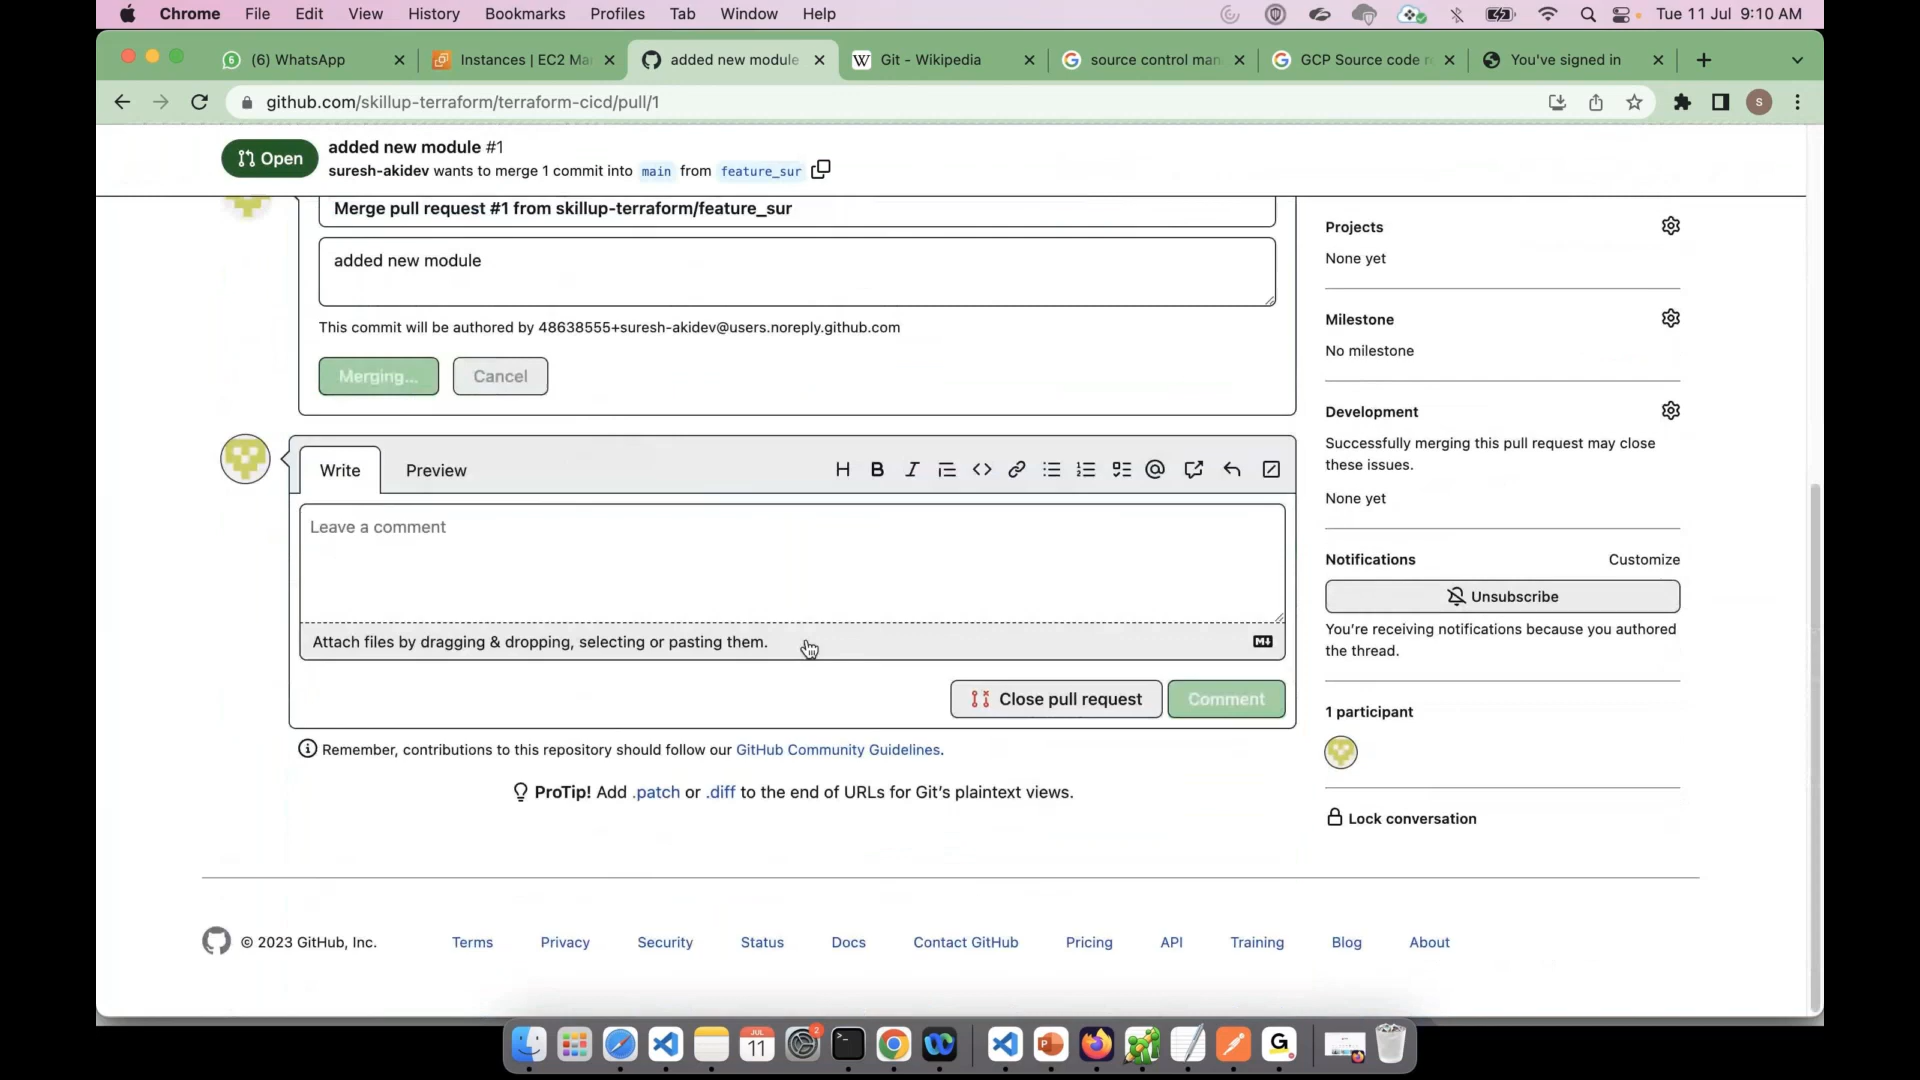 Chrome File Edit View History Bookmarks Profiles Tab Window Help Tue 11 Jul 9:10 AM
(6) WhatsApp Instances | EC2 Ma added new module Git - Wikipedia source control man GCP Source code r You've signed in
github.com/skillup-terraform/terraform-cicd/pull/1 S
Open
added new module #1
suresh-akidev wants to merge 1 commit into main from feature_sur
Merge pull request #1 from skillup-terraform/feature_sur
added new module
This commit will be authored by 48638555+suresh-akidev@users.noreply.github.com
Merging... Cancel
Write Preview
Leave a comment
Attach files by dragging & dropping, selecting or pasting them.
Close pull request Comment
Remember, contributions to this repository should follow our GitHub Community Guidelines.
ProTip! Add .patch or .diff to the end of URLs for Git's plaintext views.
Projects
None yet
Milestone
No milestone
Development
Successfully merging this pull request may close
these issues.
None yet
Notifications Customize
Unsubscribe
You're receiving notifications because you authored
the thread.
1 participant
Lock conversation
© 2023 GitHub, Inc. Terms Privacy Security Status Docs Contact GitHub Pricing API Training Blog About
JUL
11
2